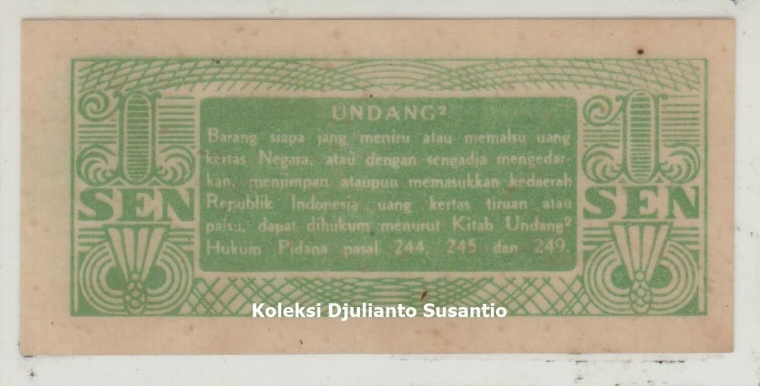 UNDANG²
Barang siapa jang meniru atau memalsu uang
kertas Negara, atau dengan sengadja mengedar-
kan, menjimpan ataupun memasukkan kedaerah
Republik Indonesia uang kertas tiruan atau
palsu, dapat dihukum menurut Kitab Undang²
Hukum Pidana pasal 244, 245 dan 249.
1 SEN
1 SEN
Koleksi Djulianto Susantio